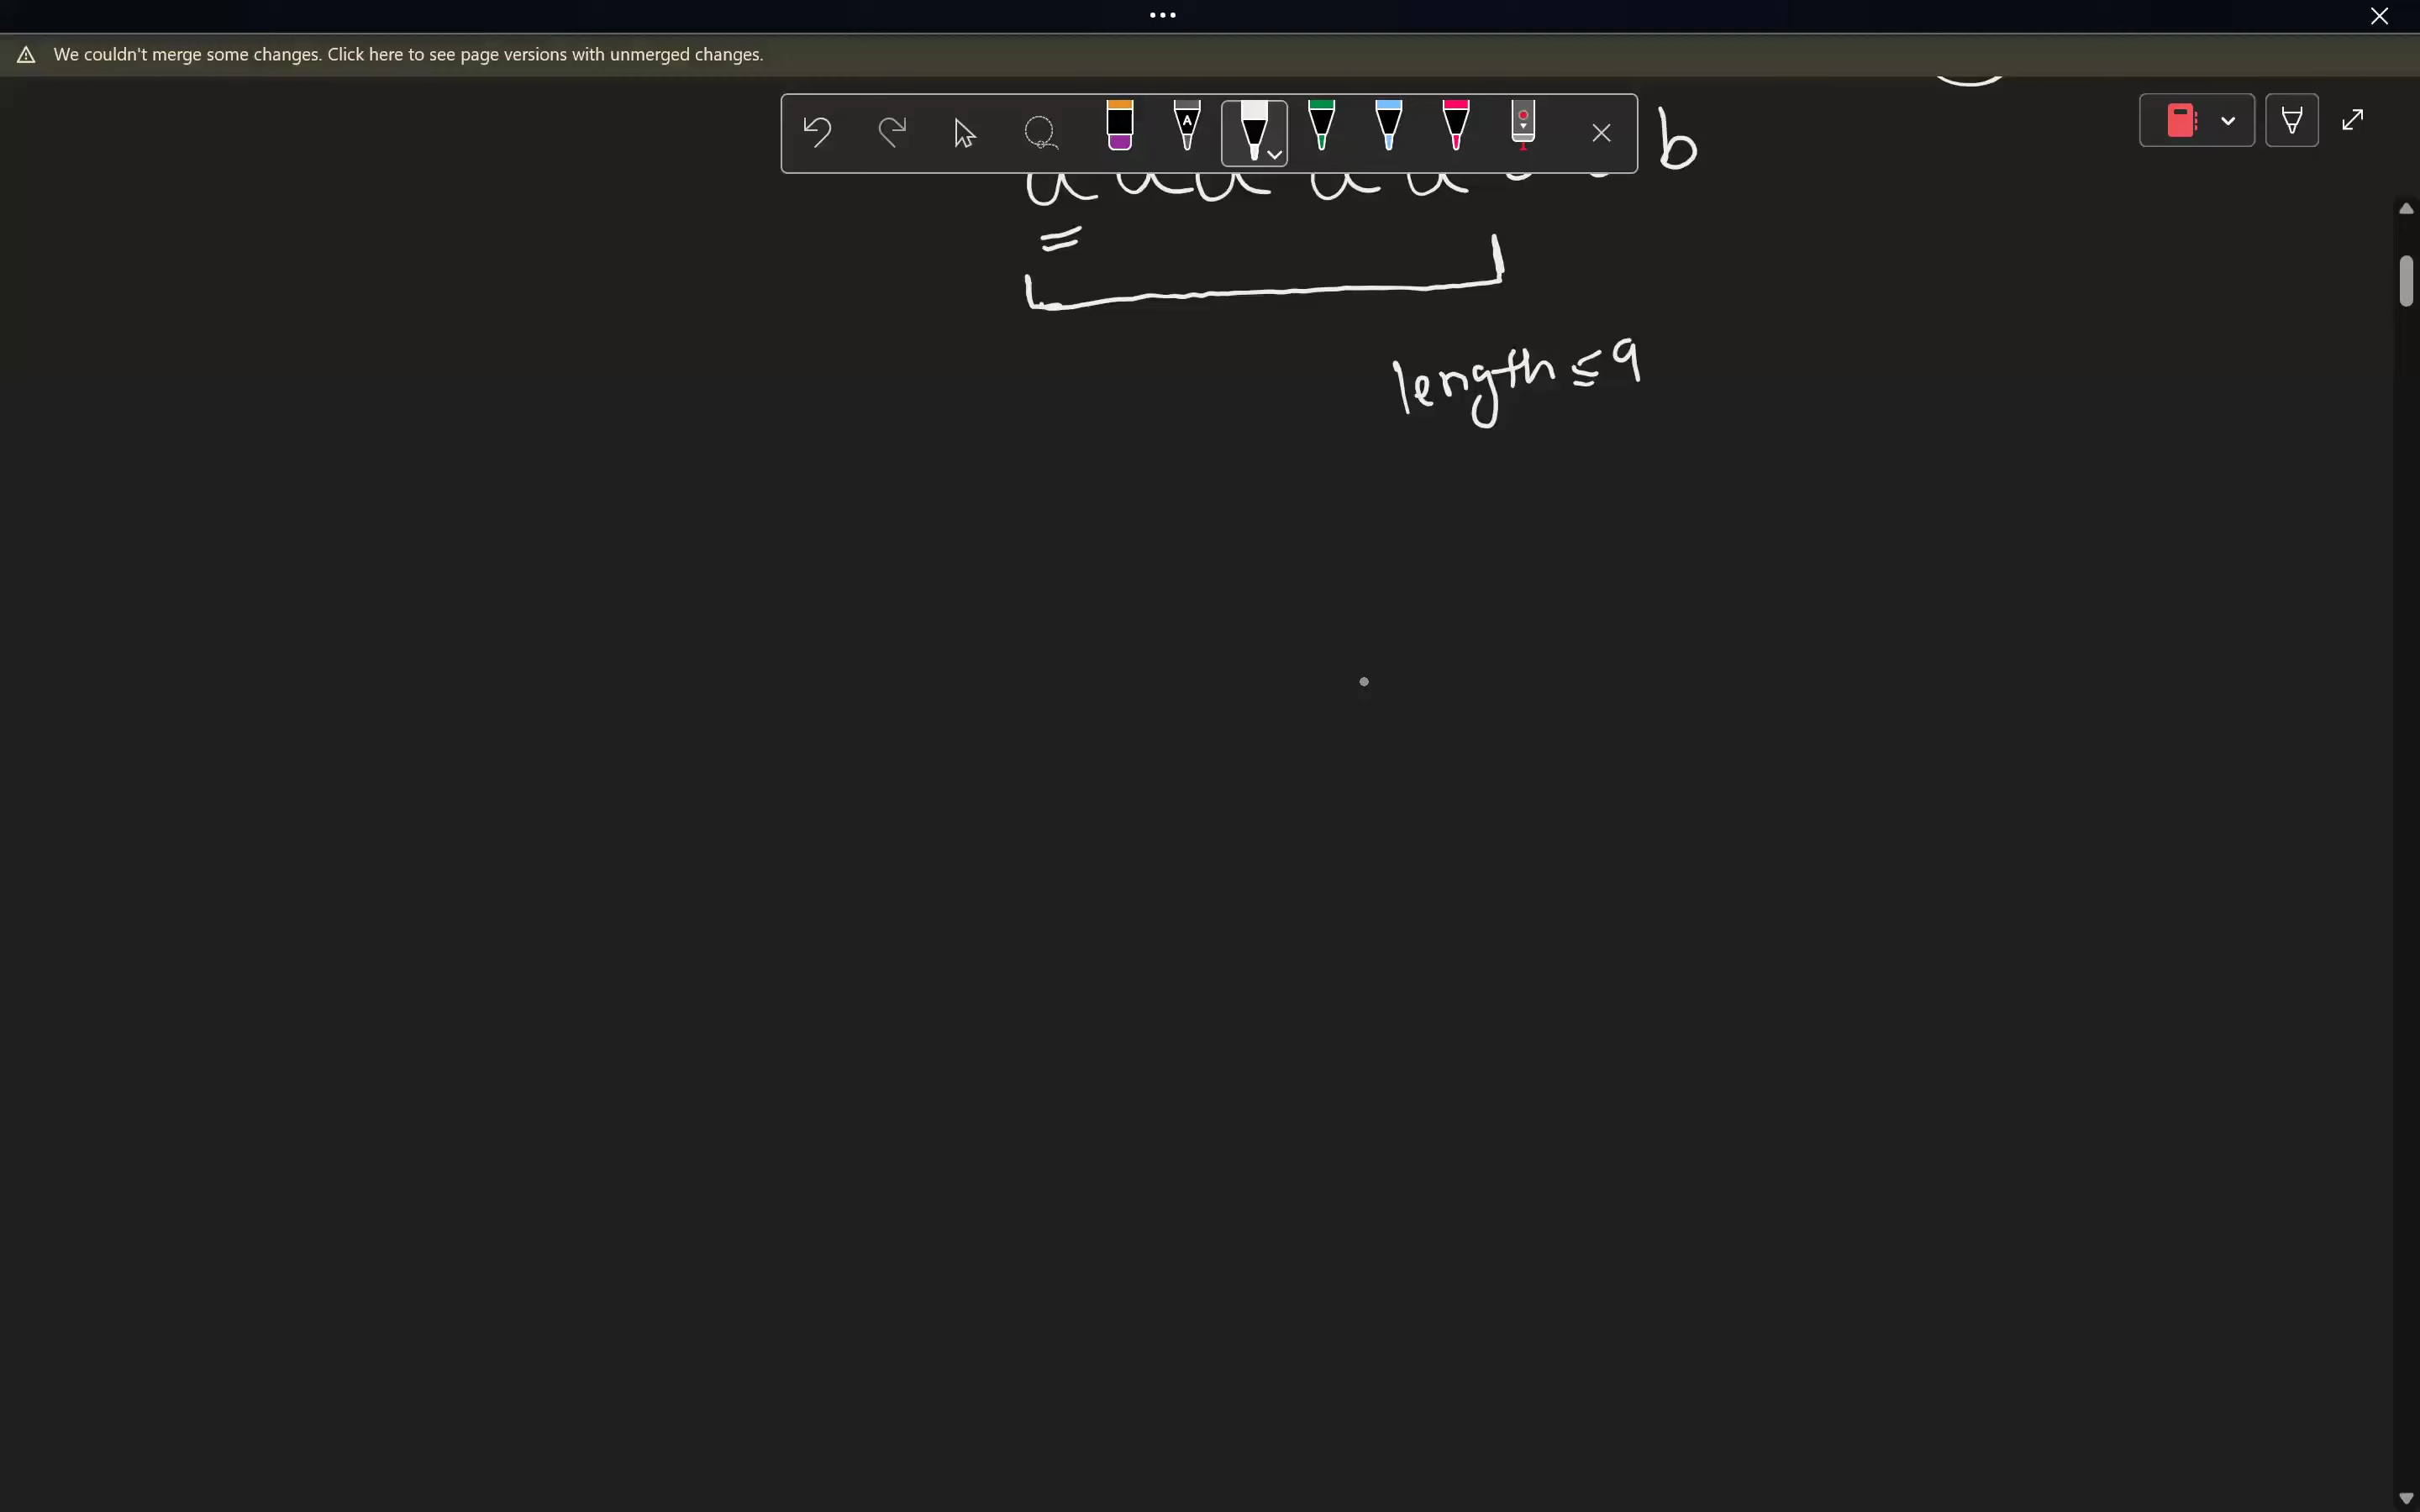 We couldn't merge some changes. Click here to see page versions with unmerged changes.
A
a a a a a b
=
length ≤ 9